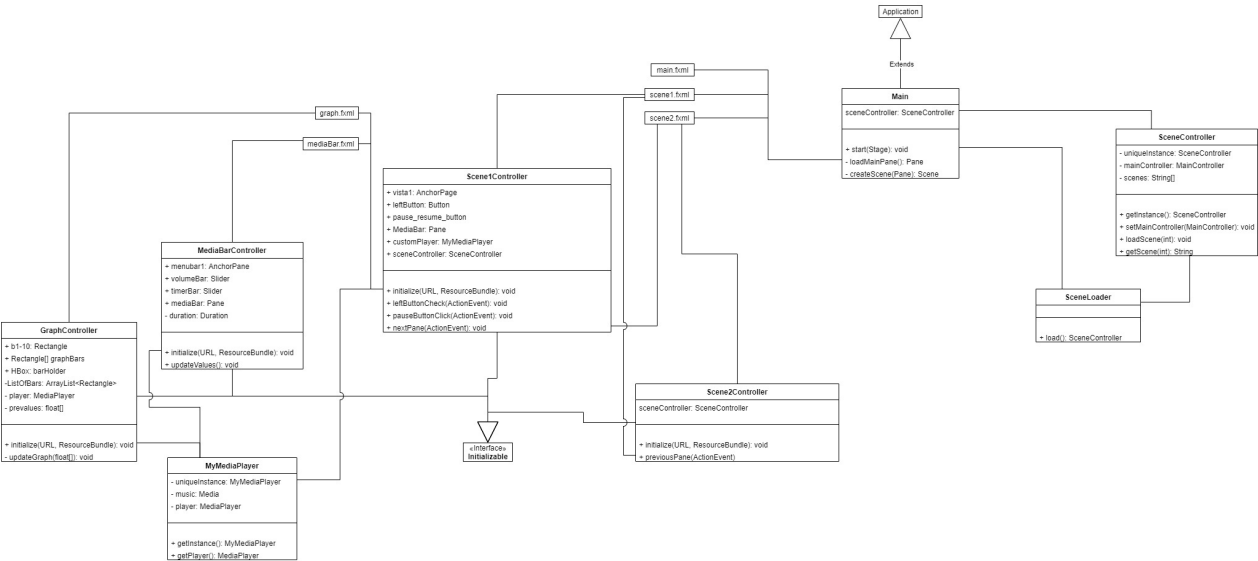 Application
Extends
main.fxml
scene1.fxml
scene2.fxml
graph.fxml
mediaBar.fxml
Main
sceneController: SceneController
+ start(Stage): void
- loadMainPane(): Pane
- createScene(Pane): Scene
SceneController
- uniqueInstance: SceneController
- mainController: MainController
- scenes: String[]
+ getInstance(): SceneController
+ setMainController(MainController): void
+ loadScene(int): void
+ getScene(int): String
Scene1Controller
+ vista1: AnchorPage
+ leftButton: Button
+ pause_resume_button
+ MediaBar: Pane
+ customPlayer: MyMediaPlayer
+ sceneController: SceneController
+ initialize(URL, ResourceBundle): void
+ leftButtonCheck(ActionEvent): void
+ pauseButtonClick(ActionEvent): void
+ nextPane(ActionEvent): void
MediaBarController
+ menubar1: AnchorPane
+ volumeBar: Slider
+ timerBar: Slider
+ mediaBar: Pane
- duration: Duration
+ initialize(URL, ResourceBundle): void
+ updateValues(): void
SceneLoader
+ load(): SceneController
GraphController
+ b1-10: Rectangle
+ Rectangle[] graphBars
+ HBox: barHolder
-ListOfBars: ArrayList<Rectangle>
- player: MediaPlayer
- prevalues: float[]
+ initialize(URL, ResourceBundle): void
- updateGraph(float[]): void
Scene2Controller
sceneController: SceneController
+ initialize(URL, ResourceBundle): void
+ previousPane(ActionEvent)
«Interface»
Initializable
MyMediaPlayer
- uniqueInstance: MyMediaPlayer
- music: Media
- player: MediaPlayer
+ getInstance(): MyMediaPlayer
+ getPlayer(): MediaPlayer